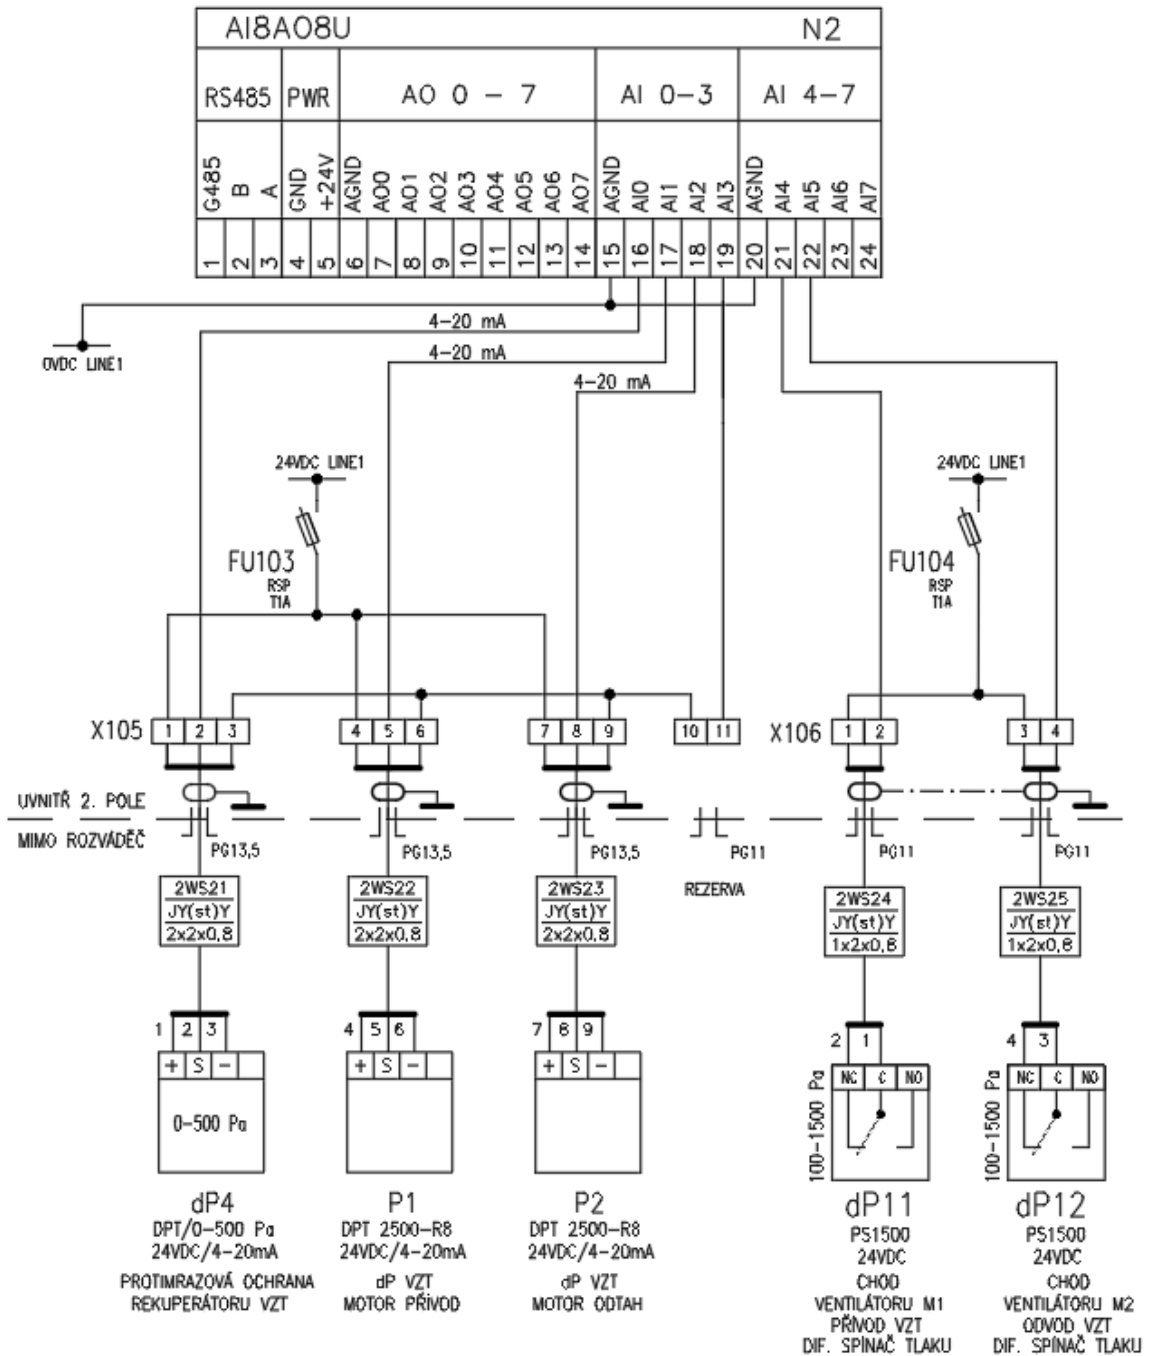 AI8AO8U N2
RS485 PWR AO 0 – 7 AI 0–3 AI 4–7
G485 B A GND +24V AGND AO0 AO1 AO2 AO3 AO4 AO5 AO6 AO7 AGND AI0 AI1 AI2 AI3 AGND AI4 AI5 AI6 AI7
1 2 3 4 5 6 7 8 9 10 11 12 13 14 15 16 17 18 19 20 21 22 23 24
4–20 mA
4–20 mA
4–20 mA
0VDC LINE1
24VDC LINE1 24VDC LINE1
FU103 FU104
RSP RSP
T1A T1A
X105 1 2 3 4 5 6 7 8 9 10 11 X106 1 2 3 4
UVNITŘ 2. POLE
MIMO ROZVÁDĚČ
PG13,5 PG13,5 PG13,5 PG11 PG11 PG11
REZERVA
2WS21 2WS22 2WS23 2WS24 2WS25
JY(st)Y JY(st)Y JY(st)Y JY(st)Y JY(st)Y
2x2x0,8 2x2x0,8 2x2x0,8 1x2x0,8 1x2x0,8
1 2 3 4 5 6 7 8 9 2 1 4 3
+ S – + S – + S – NC C NO NC C NO
0–500 Pa
100–1500 Pa 100–1500 Pa
dP4
DPT/0–500 Pa
24VDC/4–20mA
PROTIMRAZOVÁ OCHRANA
REKUPERÁTORU VZT
P1
DPT 2500–R8
24VDC/4–20mA
dP VZT
MOTOR PŘÍVOD
P2
DPT 2500–R8
24VDC/4–20mA
dP VZT
MOTOR ODTAH
dP11
PS1500
24VDC
CHOD
VENTILÁTORU M1
PŘÍVOD VZT
DIF. SPÍNAČ TLAKU
dP12
PS1500
24VDC
CHOD
VENTILÁTORU M2
ODVOD VZT
DIF. SPÍNAČ TLAKU